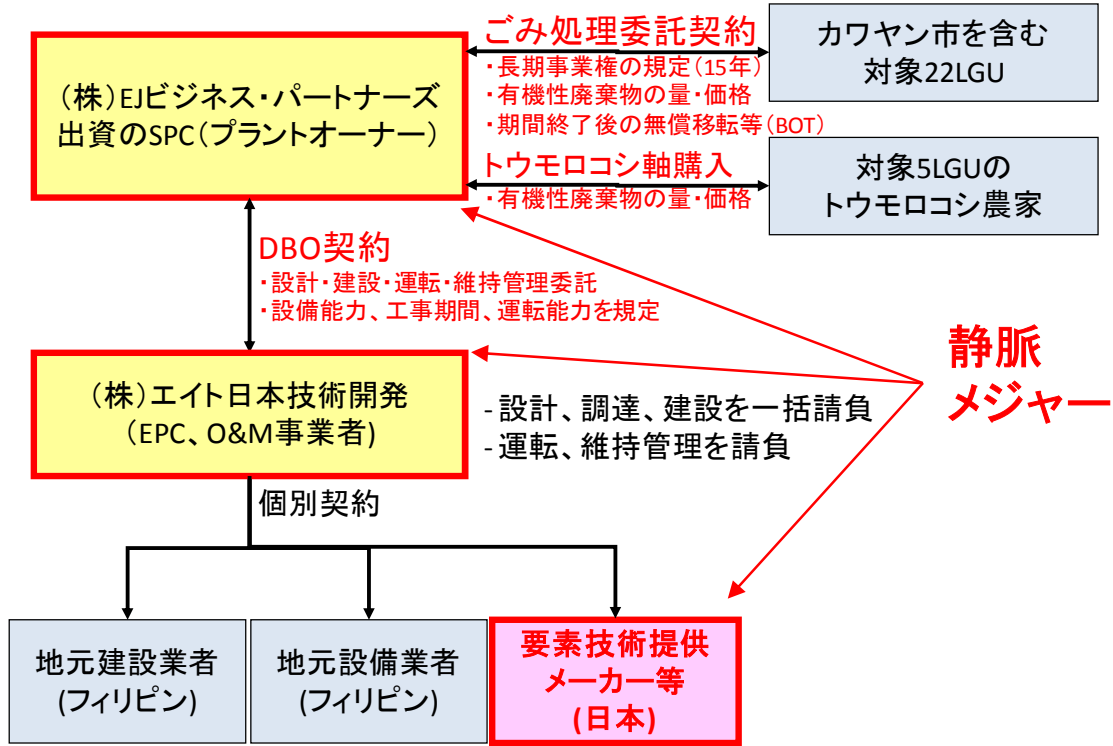 (株)EJビジネス・パートナーズ
出資のSPC(プラントオーナー)
ごみ処理委託契約
・長期事業権の規定(15年)
・有機性廃棄物の量・価格
・期間終了後の無償移転等(BOT)
カワヤン市を含む
対象22LGU
トウモロコシ軸購入
・有機性廃棄物の量・価格
対象5LGUの
トウモロコシ農家
DBO契約
・設計・建設・運転・維持管理委託
・設備能力、工事期間、運転能力を規定
静脈
メジャー
(株)エイト日本技術開発
(EPC、O&M事業者)
- 設計、調達、建設を一括請負
- 運転、維持管理を請負
個別契約
地元建設業者
(フィリピン)
地元設備業者
(フィリピン)
要素技術提供
メーカー等
(日本)